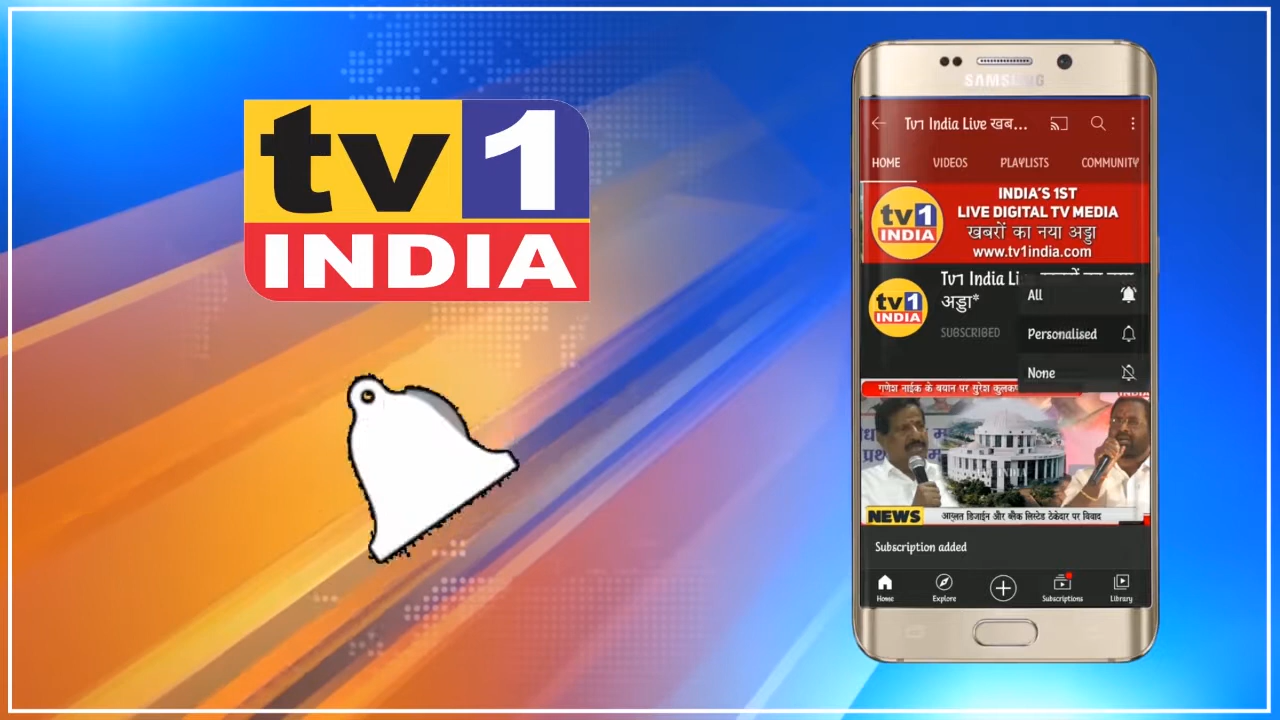 tv1
INDIA
SAMSUNG
Tv1 India Live खब...
HOME VIDEOS PLAYLISTS COMMUNITY
tv1
INDIA
INDIA'S 1ST
LIVE DIGITAL TV MEDIA
खबरों का नया अड्डा
www.tv1india.com
tv1
INDIA
Tv1 India Li
अड्डा*
SUBSCRIBED
All
Personalised
None
गणेश नाईक के बयान पर सुरेश कुलक
NEWS
आयुलत डिजाईन और ब्लैक लिस्टेड ठेकेदार पर विवाद
Subscription added
Home Explore Subscriptions Library